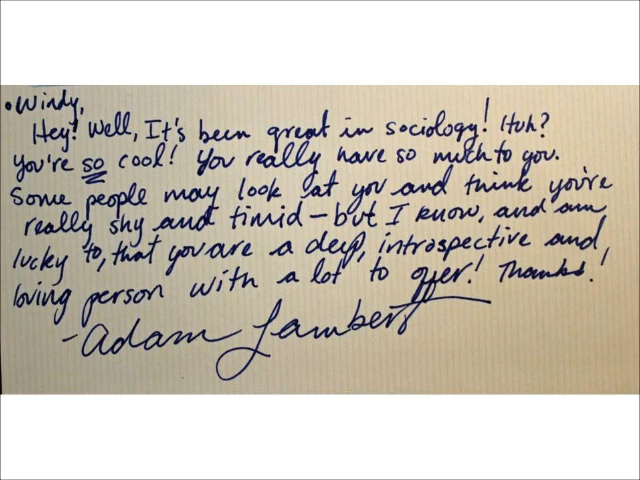 • Windy,
Hey! Well, It's been great in sociology! Huh?
You're so cool! You really have so much to you.
Some people may look at you and think you're
really shy and timid – but I know, and am
lucky to, that you are a deep, introspective and,
loving person with a lot to offer! Thanks!
- Adam Lambert